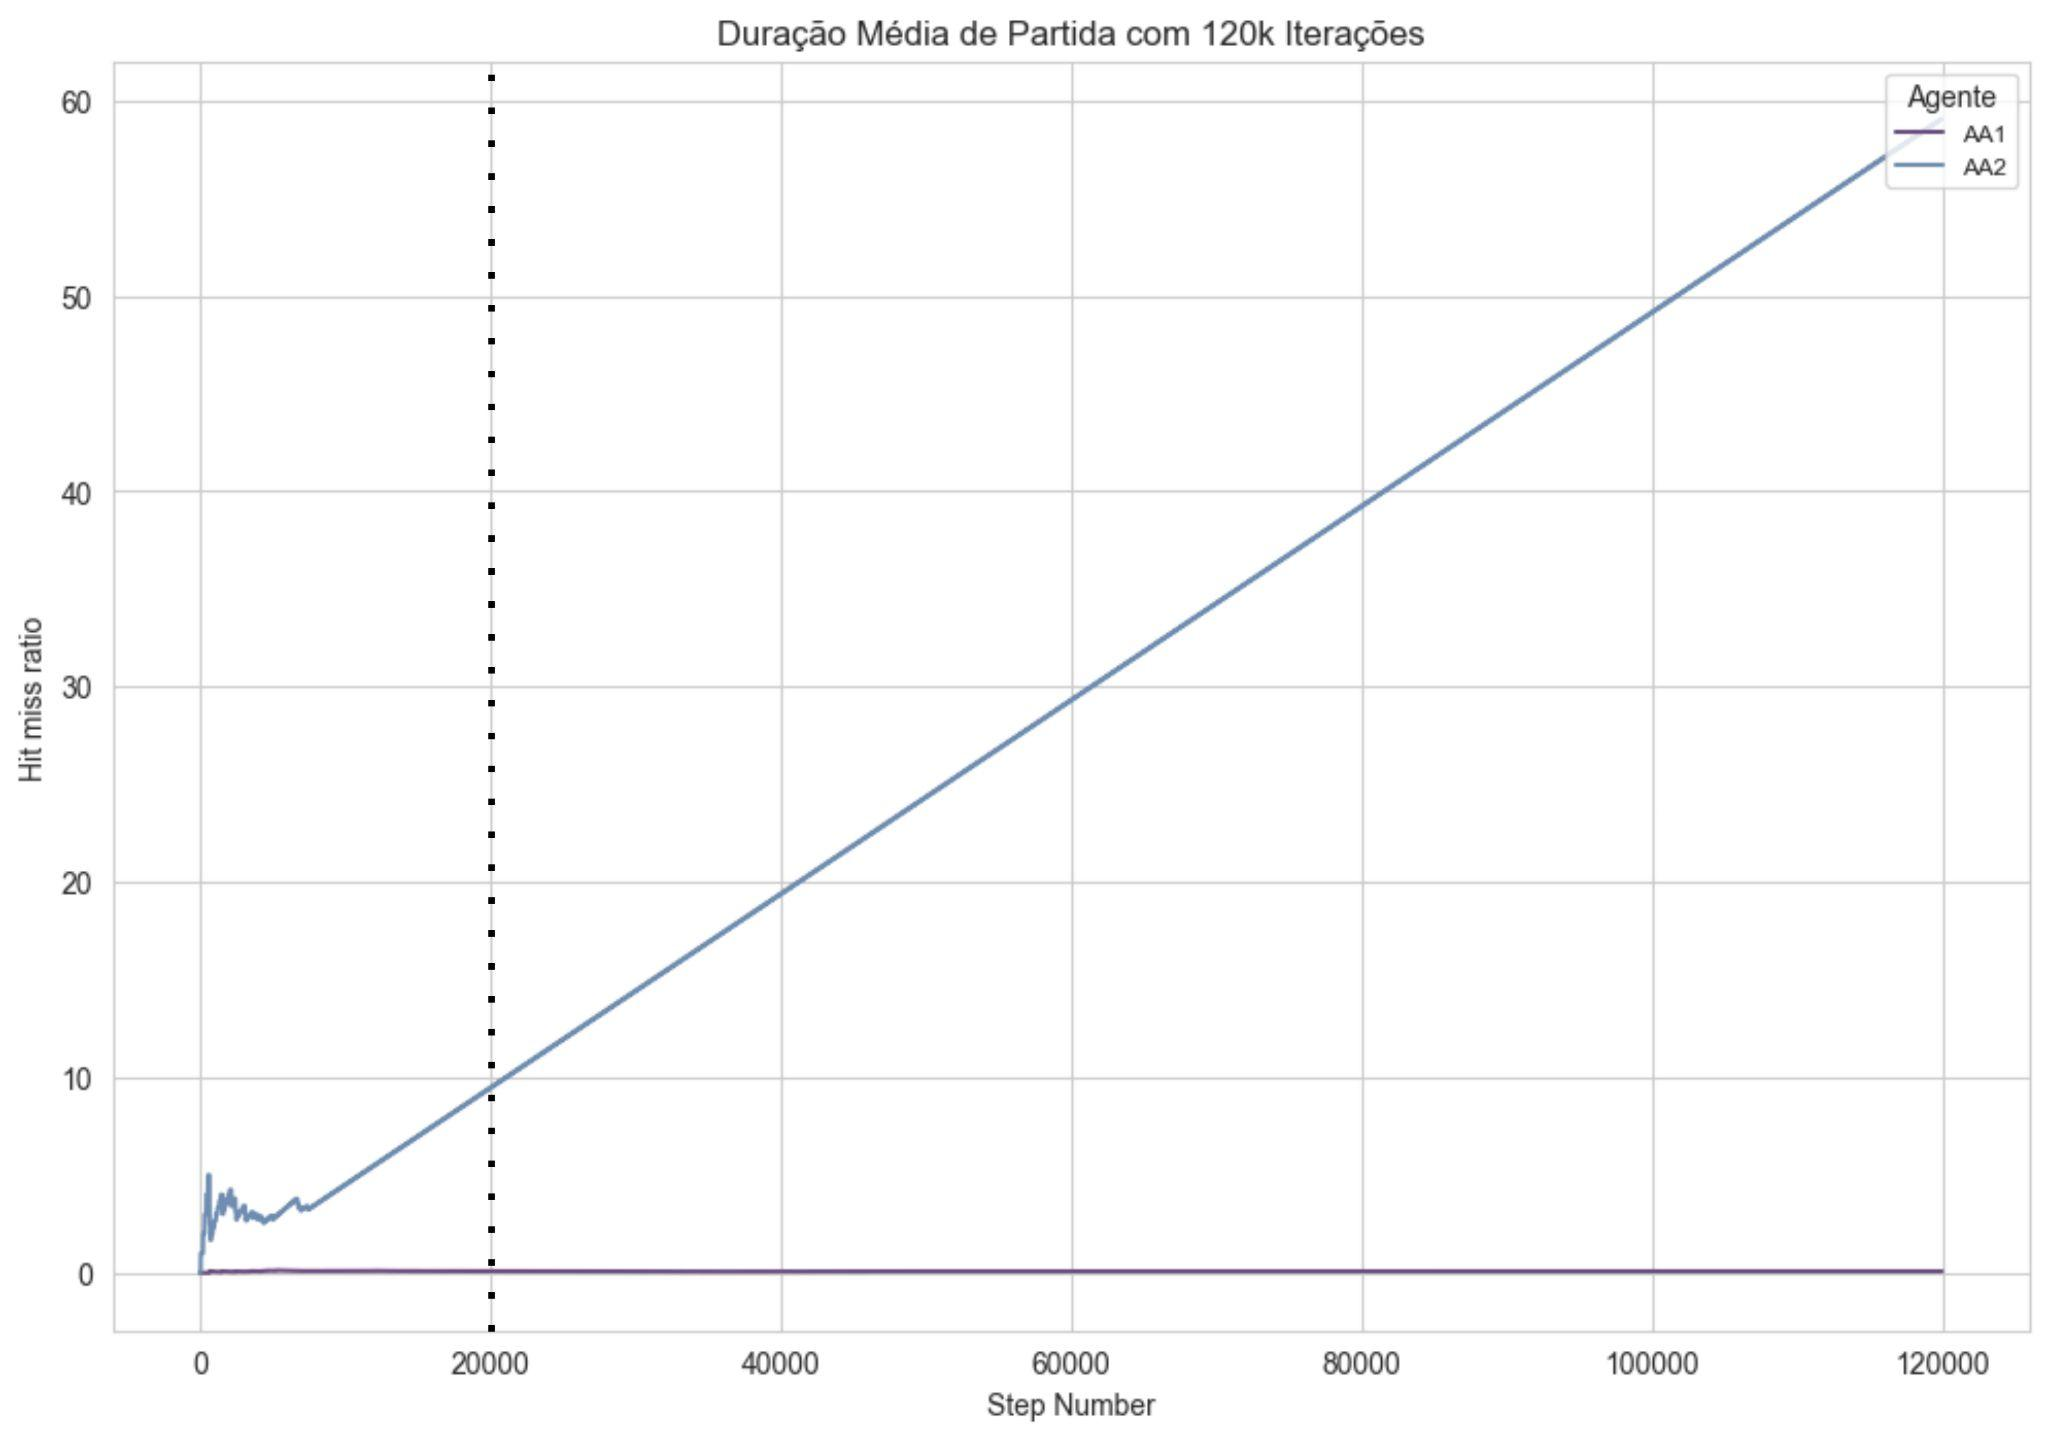 Duração Média de Partida com 120k Iterações
60
50
40
30
20
10
0
Hit miss ratio
0 20000 40000 60000 80000 100000 120000
Step Number
Agente
AA1
AA2